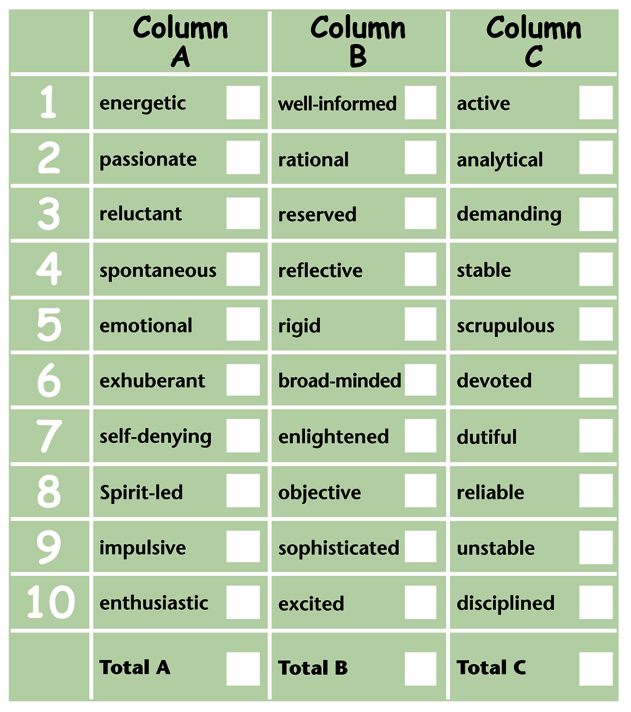 Column A Column B Column C
1 energetic well-informed active
2 passionate rational analytical
3 reluctant reserved demanding
4 spontaneous reflective stable
5 emotional rigid scrupulous
6 exhuberant broad-minded devoted
7 self-denying enlightened dutiful
8 Spirit-led objective reliable
9 impulsive sophisticated unstable
10 enthusiastic excited disciplined
Total A Total B Total C